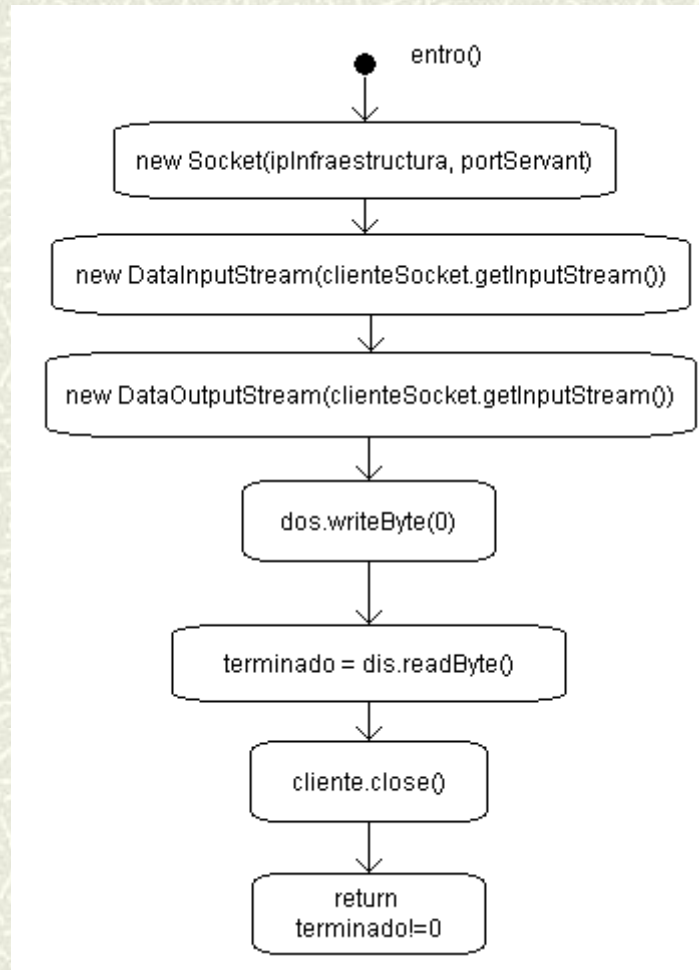 entro()
new Socket(ipInfraestructura, portServant)
new DataInputStream(clienteSocket.getInputStream())
new DataOutputStream(clienteSocket.getInputStream())
dos.writeByte(0)
terminado = dis.readByte()
cliente.close()
return
terminado!=0